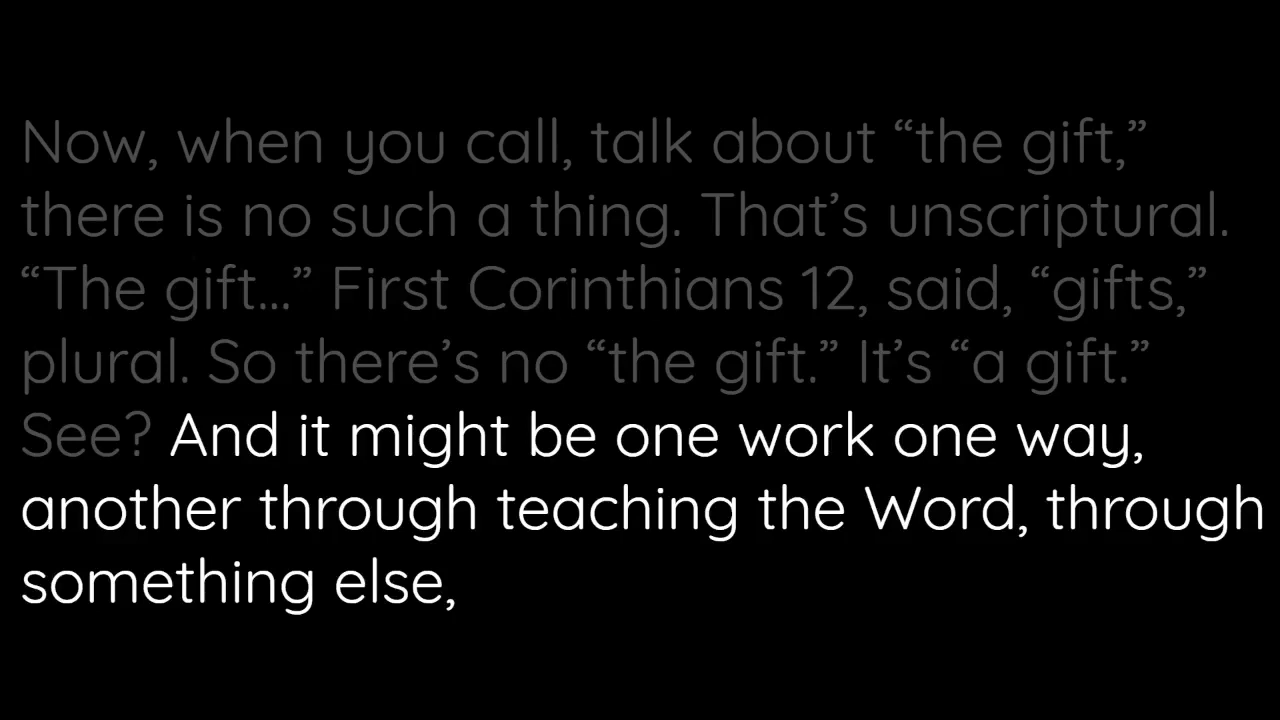 Now, when you call, talk about “the gift,”
there is no such a thing. That’s unscriptural.
“The gift...” First Corinthians 12, said, “gifts,”
plural. So there’s no “the gift.” It’s “a gift.”
See? And it might be one work one way,
another through teaching the Word, through
something else,